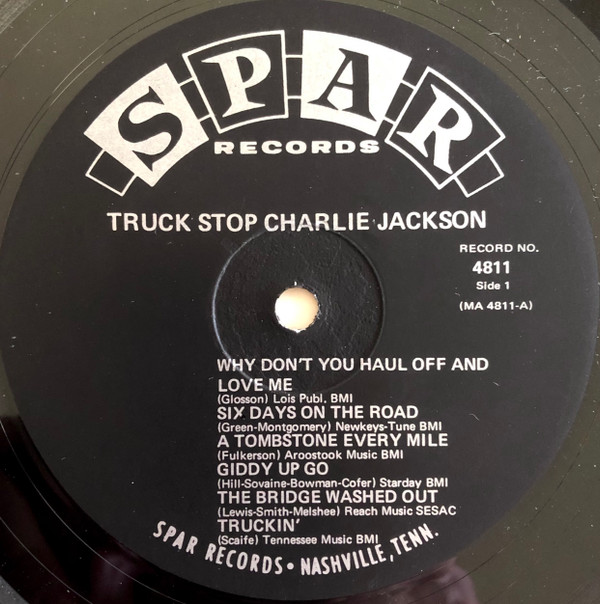 SPAR
RECORDS
TRUCK STOP CHARLIE JACKSON
RECORD NO.
4811
Side 1
(MA 4811-A)
WHY DON'T YOU HAUL OFF AND
LOVE ME
(Glosson) Lois Publ. BMI
SIX DAYS ON THE ROAD
(Green-Montgomery) Newkeys-Tune BMI
A TOMBSTONE EVERY MILE
(Fulkerson) Aroostook Music BMI
GIDDY UP GO
(Hill-Sovaine-Bowman-Cofer) Starday BMI
THE BRIDGE WASHED OUT
(Lewis-Smith-Melshee) Reach Music SESAC
TRUCKIN'
(Scaife) Tennessee Music BMI
SPAR RECORDS • NASHVILLE, TENN.